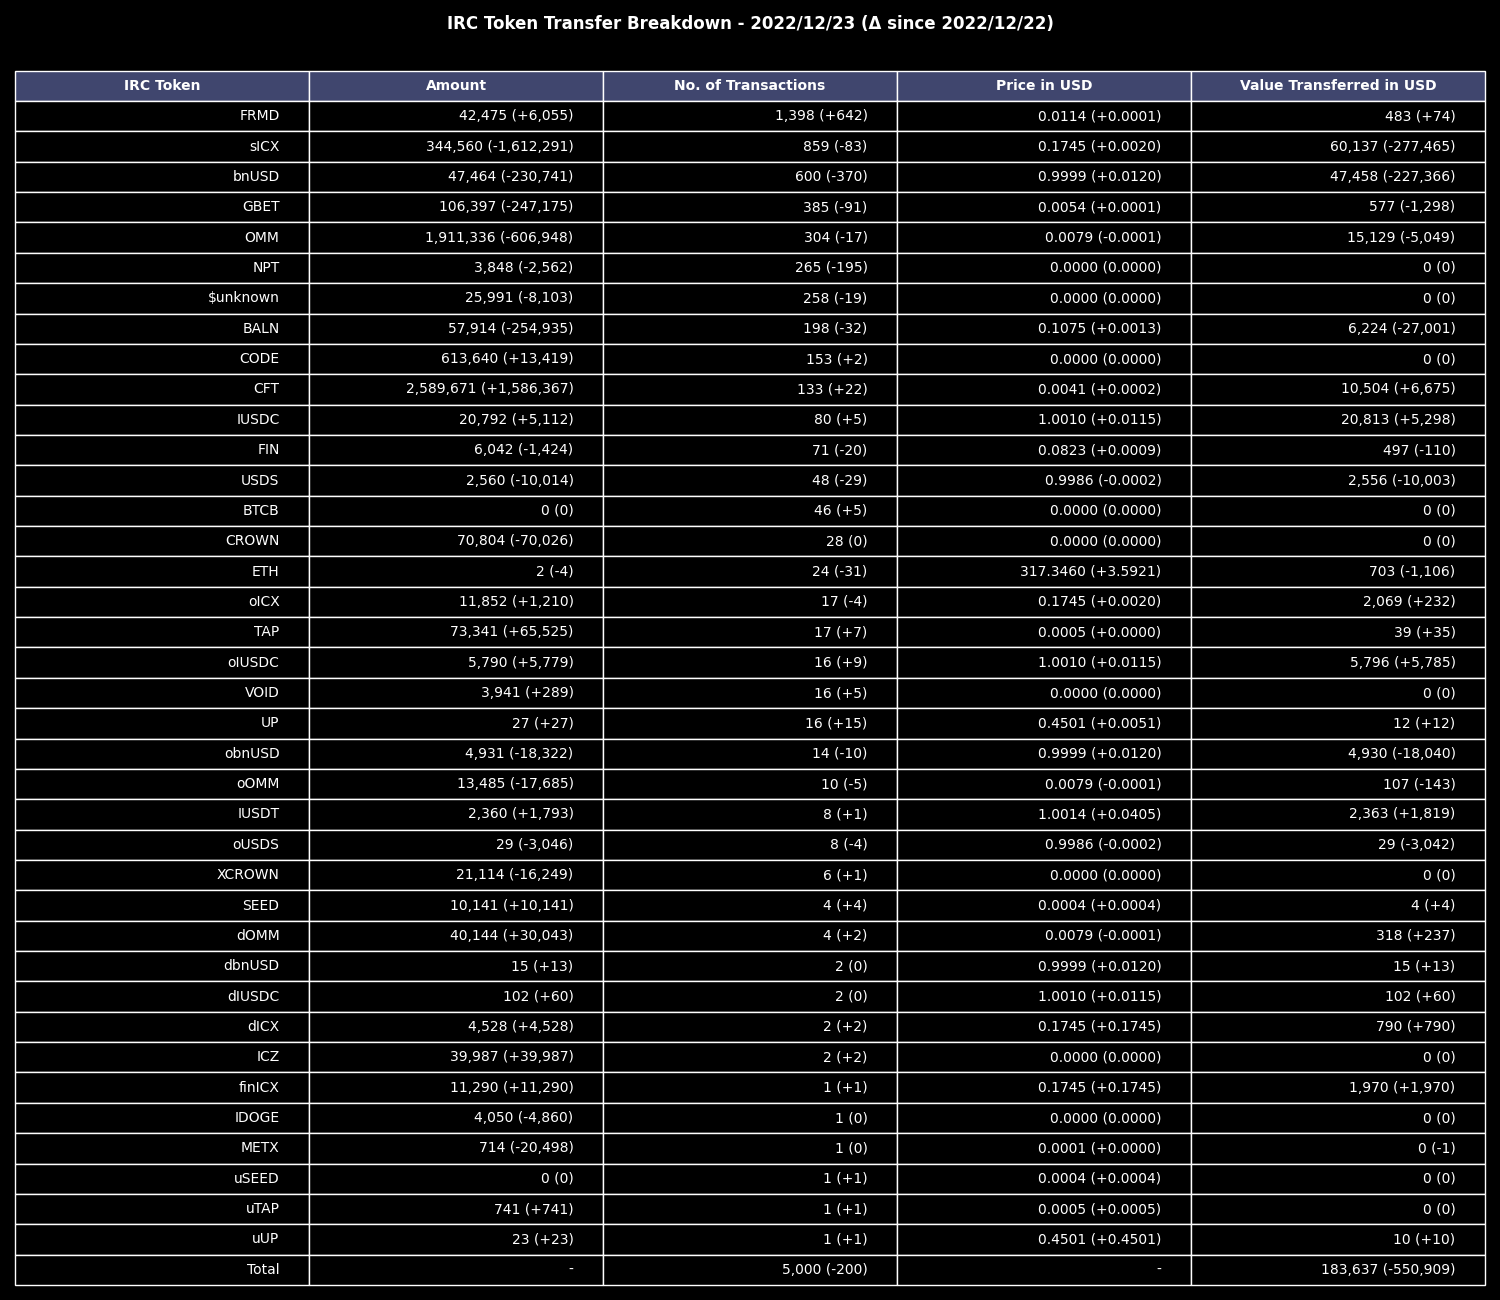 IRC Token Transfer Breakdown - 2022/12/23 (Δ since 2022/12/22)
IRC Token Amount No. of Transactions Price in USD Value Transferred in USD
FRMD 42,475 (+6,055) 1,398 (+642) 0.0114 (+0.0001) 483 (+74)
sICX 344,560 (-1,612,291) 859 (-83) 0.1745 (+0.0020) 60,137 (-277,465)
bnUSD 47,464 (-230,741) 600 (-370) 0.9999 (+0.0120) 47,458 (-227,366)
GBET 106,397 (-247,175) 385 (-91) 0.0054 (+0.0001) 577 (-1,298)
OMM 1,911,336 (-606,948) 304 (-17) 0.0079 (-0.0001) 15,129 (-5,049)
NPT 3,848 (-2,562) 265 (-195) 0.0000 (0.0000) 0 (0)
$unknown 25,991 (-8,103) 258 (-19) 0.0000 (0.0000) 0 (0)
BALN 57,914 (-254,935) 198 (-32) 0.1075 (+0.0013) 6,224 (-27,001)
CODE 613,640 (+13,419) 153 (+2) 0.0000 (0.0000) 0 (0)
CFT 2,589,671 (+1,586,367) 133 (+22) 0.0041 (+0.0002) 10,504 (+6,675)
IUSDC 20,792 (+5,112) 80 (+5) 1.0010 (+0.0115) 20,813 (+5,298)
FIN 6,042 (-1,424) 71 (-20) 0.0823 (+0.0009) 497 (-110)
USDS 2,560 (-10,014) 48 (-29) 0.9986 (-0.0002) 2,556 (-10,003)
BTCB 0 (0) 46 (+5) 0.0000 (0.0000) 0 (0)
CROWN 70,804 (-70,026) 28 (0) 0.0000 (0.0000) 0 (0)
ETH 2 (-4) 24 (-31) 317.3460 (+3.5921) 703 (-1,106)
oICX 11,852 (+1,210) 17 (-4) 0.1745 (+0.0020) 2,069 (+232)
TAP 73,341 (+65,525) 17 (+7) 0.0005 (+0.0000) 39 (+35)
oIUSDC 5,790 (+5,779) 16 (+9) 1.0010 (+0.0115) 5,796 (+5,785)
VOID 3,941 (+289) 16 (+5) 0.0000 (0.0000) 0 (0)
UP 27 (+27) 16 (+15) 0.4501 (+0.0051) 12 (+12)
obnUSD 4,931 (-18,322) 14 (-10) 0.9999 (+0.0120) 4,930 (-18,040)
oOMM 13,485 (-17,685) 10 (-5) 0.0079 (-0.0001) 107 (-143)
IUSDT 2,360 (+1,793) 8 (+1) 1.0014 (+0.0405) 2,363 (+1,819)
oUSDS 29 (-3,046) 8 (-4) 0.9986 (-0.0002) 29 (-3,042)
XCROWN 21,114 (-16,249) 6 (+1) 0.0000 (0.0000) 0 (0)
SEED 10,141 (+10,141) 4 (+4) 0.0004 (+0.0004) 4 (+4)
dOMM 40,144 (+30,043) 4 (+2) 0.0079 (-0.0001) 318 (+237)
dbnUSD 15 (+13) 2 (0) 0.9999 (+0.0120) 15 (+13)
dIUSDC 102 (+60) 2 (0) 1.0010 (+0.0115) 102 (+60)
dICX 4,528 (+4,528) 2 (+2) 0.1745 (+0.1745) 790 (+790)
ICZ 39,987 (+39,987) 2 (+2) 0.0000 (0.0000) 0 (0)
finICX 11,290 (+11,290) 1 (+1) 0.1745 (+0.1745) 1,970 (+1,970)
IDOGE 4,050 (-4,860) 1 (0) 0.0000 (0.0000) 0 (0)
METX 714 (-20,498) 1 (0) 0.0001 (+0.0000) 0 (-1)
uSEED 0 (0) 1 (+1) 0.0004 (+0.0004) 0 (0)
uTAP 741 (+741) 1 (+1) 0.0005 (+0.0005) 0 (0)
uUP 23 (+23) 1 (+1) 0.4501 (+0.4501) 10 (+10)
Total - 5,000 (-200) - 183,637 (-550,909)